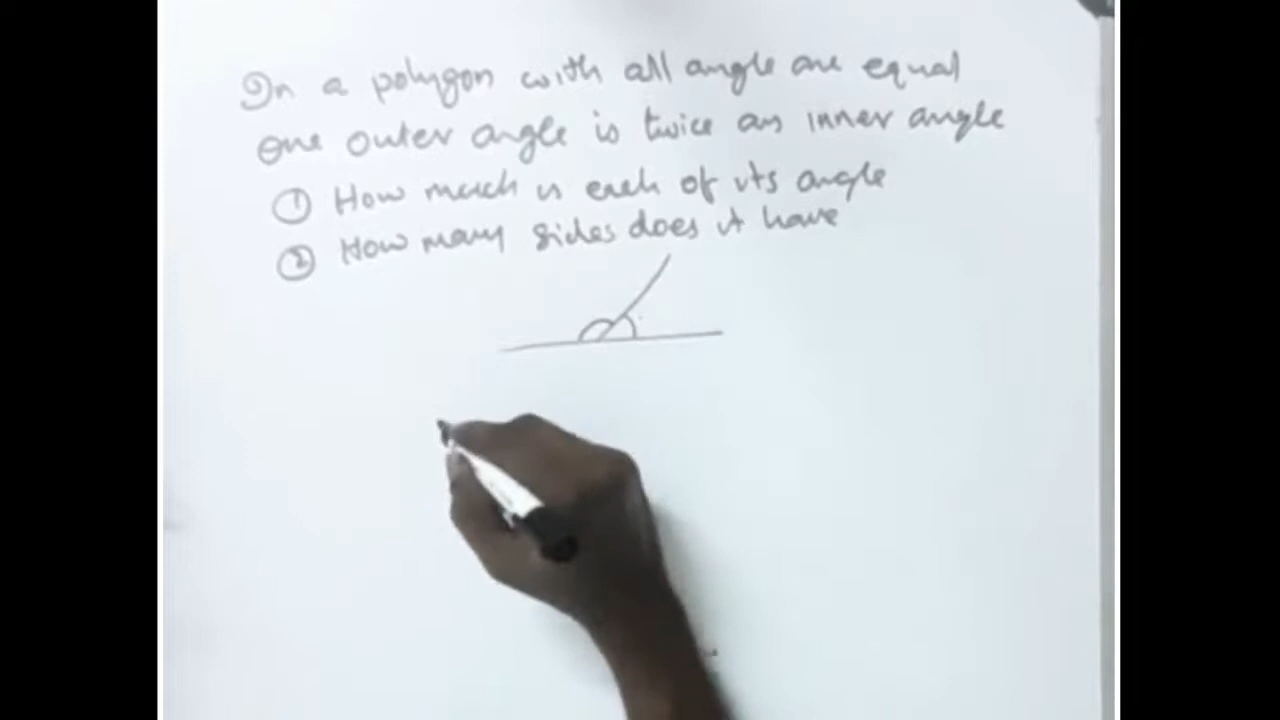 In a polygon with all angle are equal
one outer angle is twice an inner angle
① How much is each of its angle
② How many sides does it have